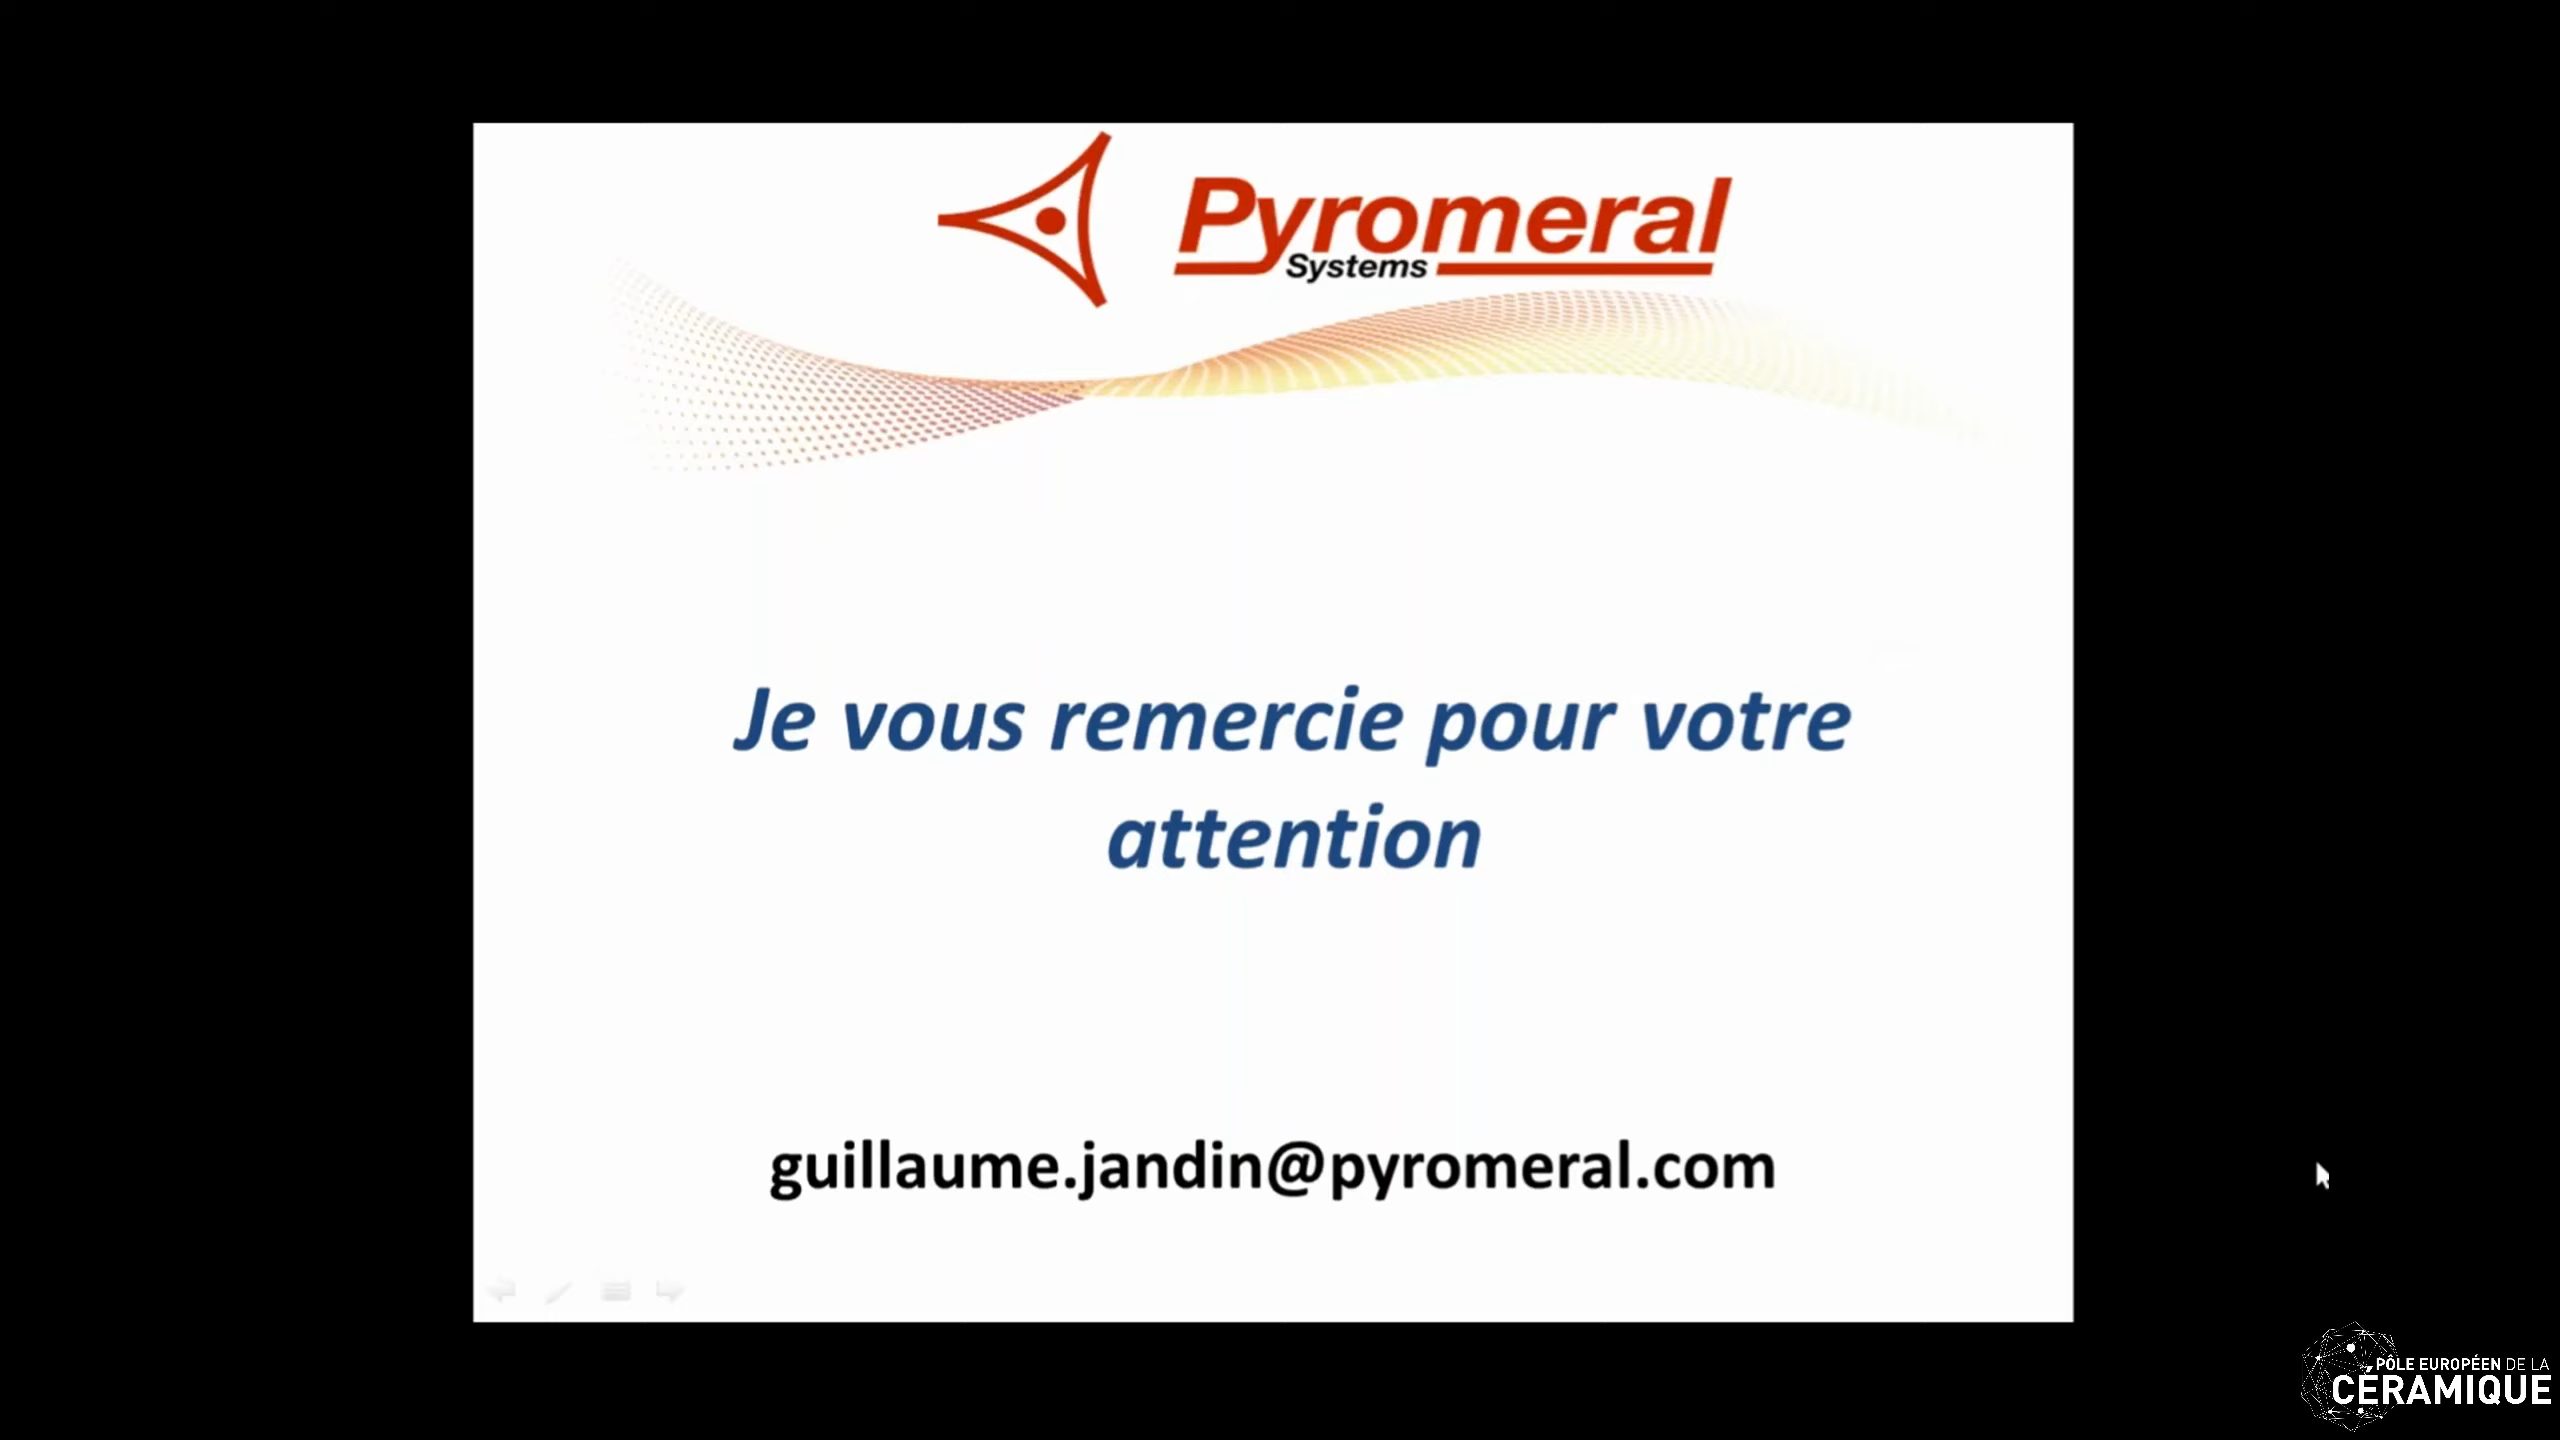 Pyromeral
Systems
Je vous remercie pour votre
attention
guillaume.jandin@pyromeral.com
PÔLE EUROPÉEN DE LA
CÉRAMIQUE